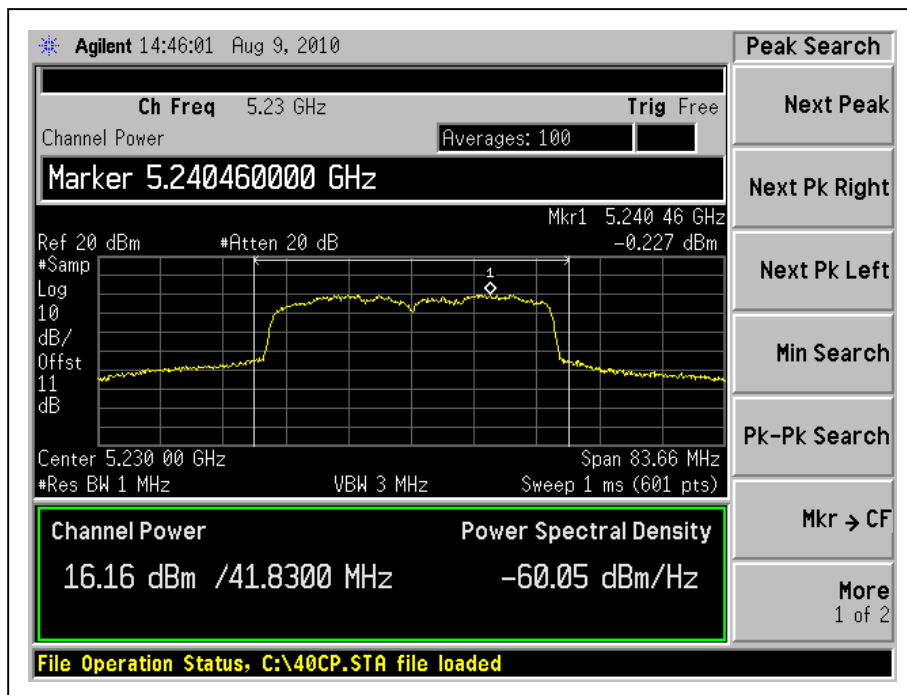 Agilent 14:46:01 Aug 9, 2010
Peak Search
Ch Freq 5.23 GHz Trig Free
Channel Power Averages: 100
Marker 5.240460000 GHz
Mkr1 5.240 46 GHz
Ref 20 dBm #Atten 20 dB -0.227 dBm
#Samp
Log
10
dB/
Offst
11
dB
1
Center 5.230 00 GHz Span 83.66 MHz
#Res BW 1 MHz VBW 3 MHz Sweep 1 ms (601 pts)
Channel Power Power Spectral Density
16.16 dBm /41.8300 MHz -60.05 dBm/Hz
File Operation Status, C:\40CP.STA file loaded
Next Peak
Next Pk Right
Next Pk Left
Min Search
Pk-Pk Search
Mkr → CF
More
1 of 2